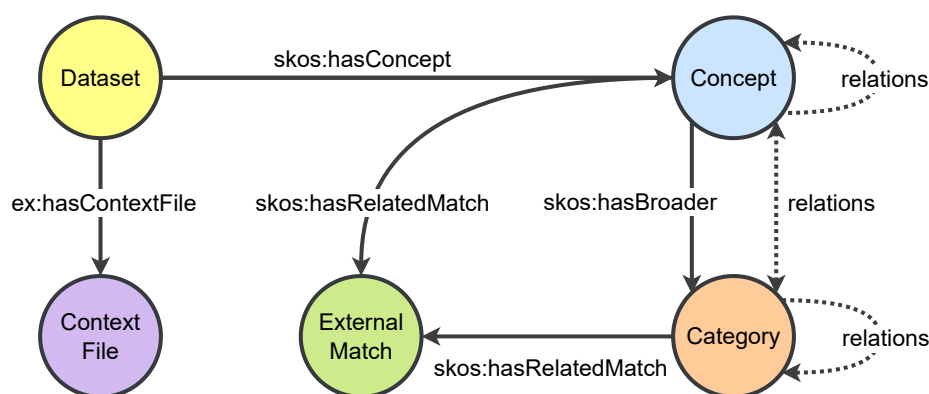 skos:hasConcept
Dataset
Concept
relations
ex:hasContextFile
skos:hasRelatedMatch
skos:hasBroader
relations
Context
File
External
Match
Category
relations
skos:hasRelatedMatch